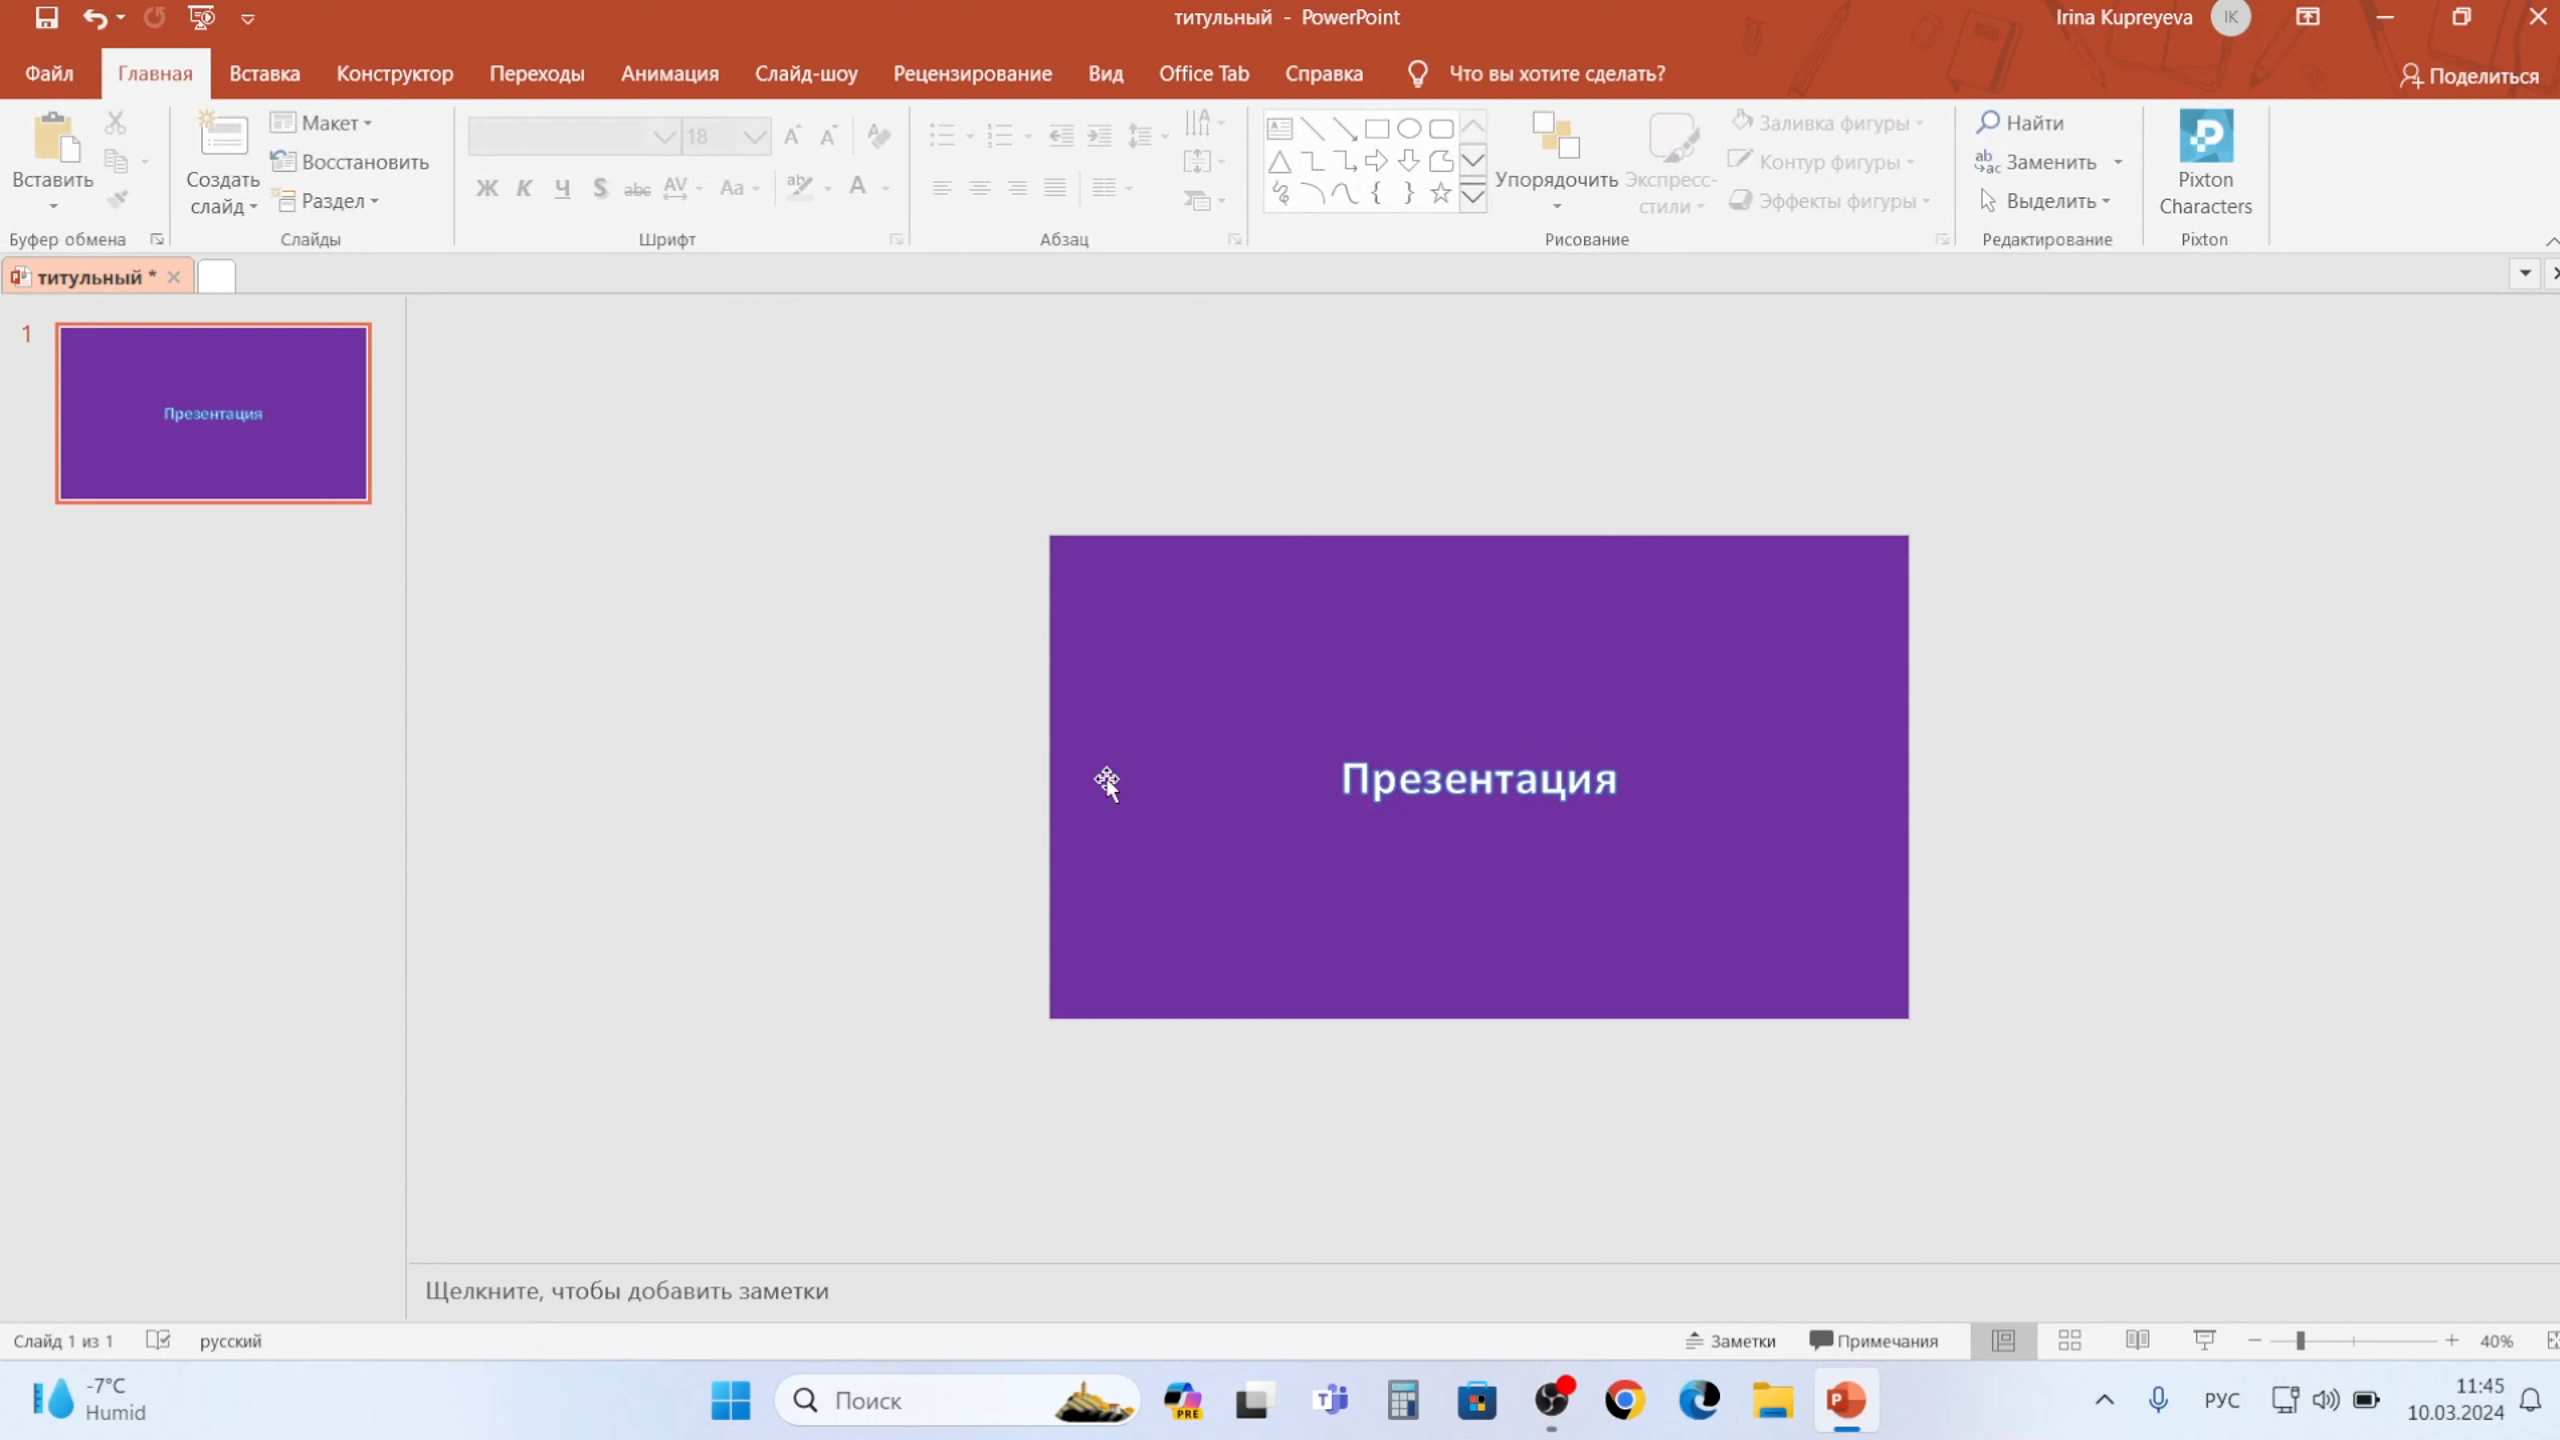 титульный - PowerPoint
Irina Kupreyeva
IK
Файл
Главная
Вставка
Конструктор
Переходы
Анимация
Слайд-шоу
Рецензирование
Вид
Office Tab
Справка
Что вы хотите сделать?
Поделиться
Вставить
Создать слайд
Макет
Восстановить
Раздел
18
Ж К Ч S abc AV Aa ab A
Упорядочить
Экспресс-
стили
Заливка фигуры
Контур фигуры
Эффекты фигуры
Найти
Заменить
Выделить
Pixton
Characters
Буфер обмена
Слайды
Шрифт
Абзац
Рисование
Редактирование
Pixton
титульный *
1
Презентация
Презентация
Щелкните, чтобы добавить заметки
Слайд 1 из 1
русский
Заметки
Примечания
40%
-7°C
Humid
Поиск
PRE
РУС
11:45
10.03.2024